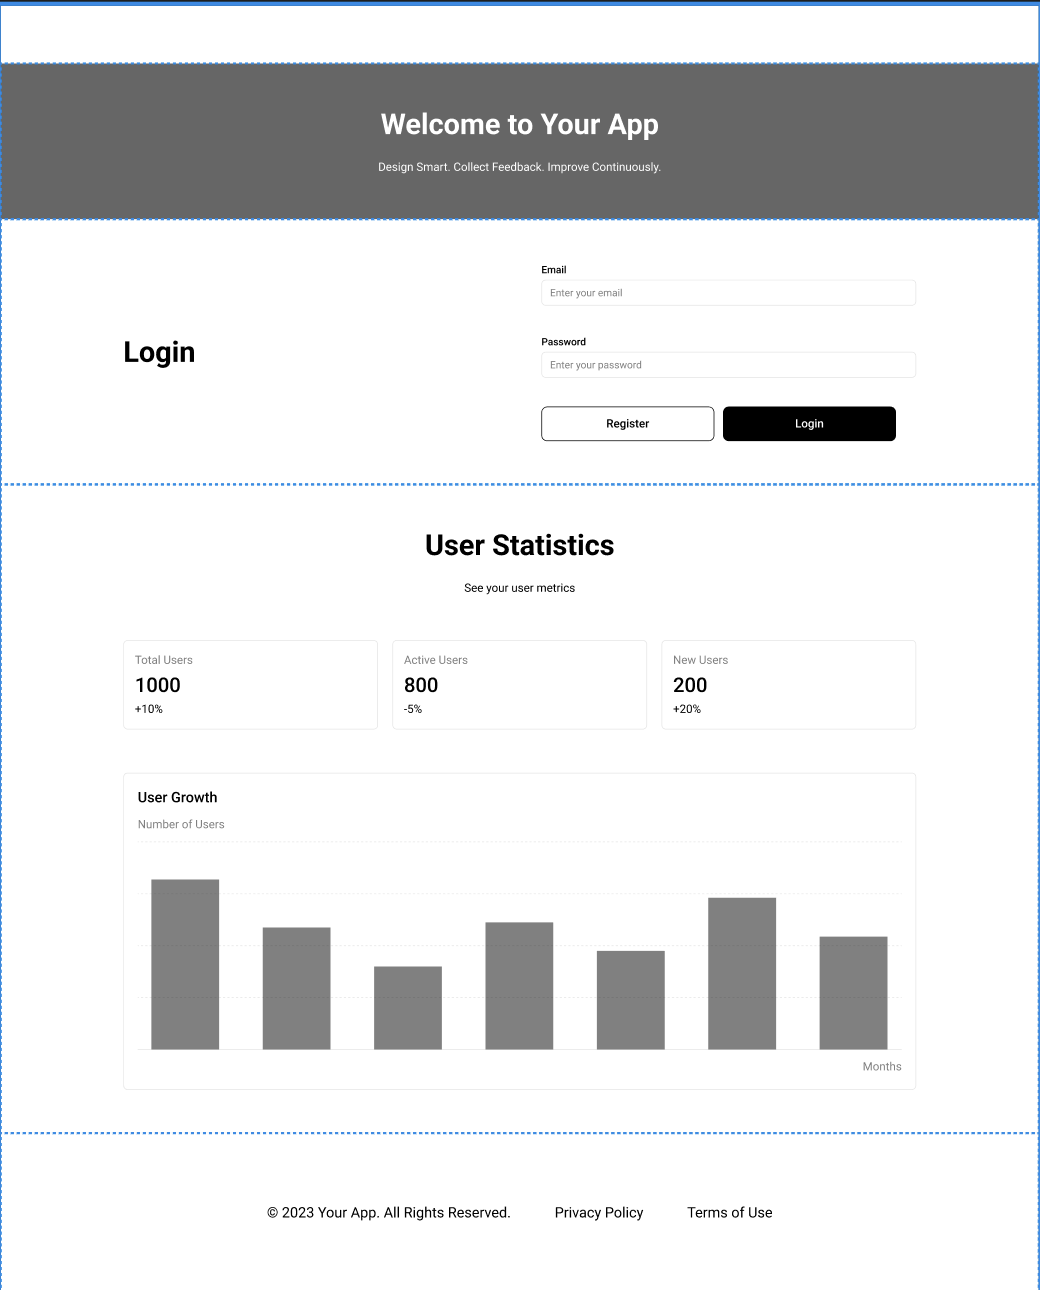 Welcome to Your App
Design Smart. Collect Feedback. Improve Continuously.
Login
Email
Enter your email
Password
Enter your password
Register
Login
User Statistics
See your user metrics
Total Users
1000
+10%
Active Users
800
-5%
New Users
200
+20%
User Growth
Number of Users
Months
© 2023 Your App. All Rights Reserved.
Privacy Policy
Terms of Use